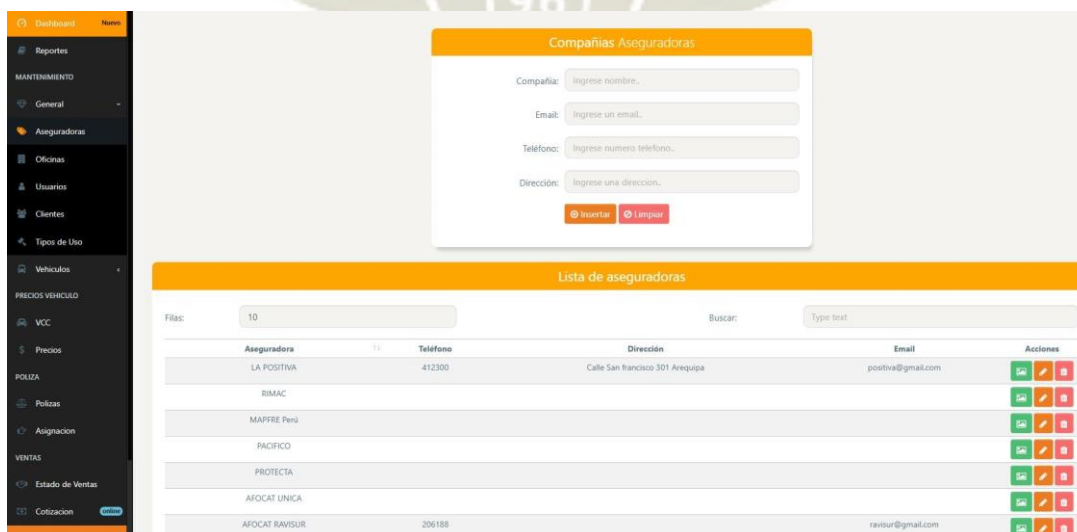 Dashboard Nuevo
Reportes
MANTENIMIENTO
General
Aseguradoras
Oficinas
Usuarios
Clientes
Tipos de Uso
Vehiculos
PRECIOS VEHICULO
VCC
Precios
POLIZA
Polizas
Asignacion
VENTAS
Estado de Ventas
Cotizacion online
Compañias Aseguradoras
Compañia: Ingrese nombre..
Email: Ingrese un email..
Teléfono: Ingrese numero telefono..
Dirección: Ingrese una direccion..
Insertar Limpiar
Lista de aseguradoras
Filas: 10 Buscar: Type text
Aseguradora Teléfono Dirección Email Acciones
LA POSITIVA 412300 Calle San francisco 301 Arequipa positiva@gmail.com
RIMAC
MAPFRE Perú
PACIFICO
PROTECTA
AFOCAT UNICA
AFOCAT RAVISUR 206188 ravisur@gmail.com